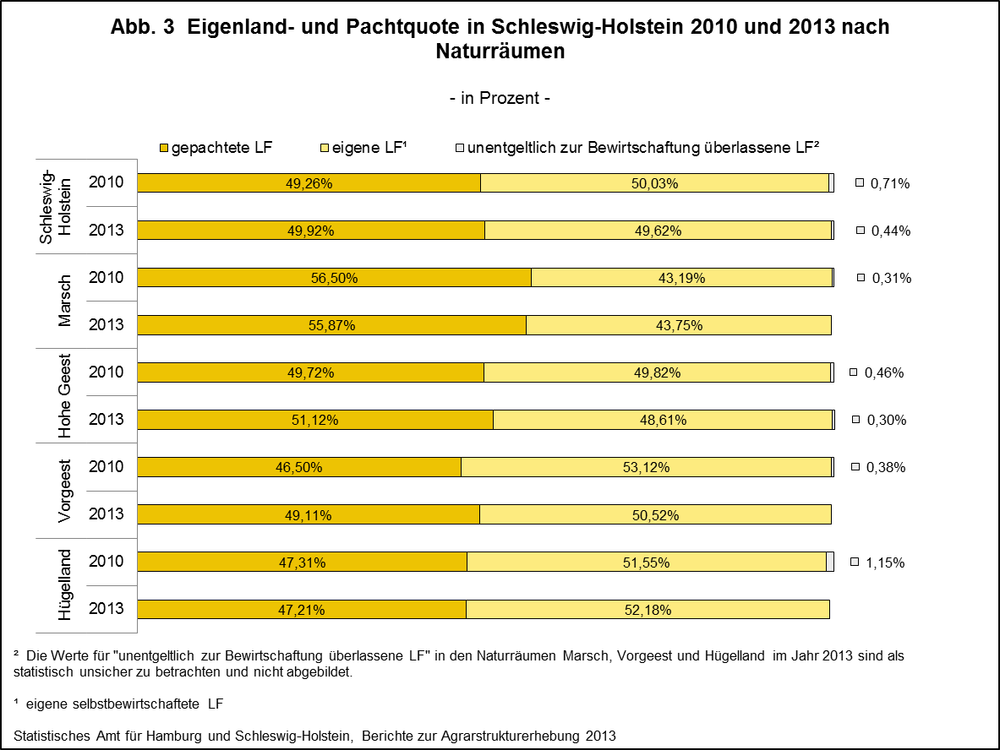 Abb. 3  Eigenland- und Pachtquote in Schleswig-Holstein 2010 und 2013 nach
Naturräumen
- in Prozent -
gepachtete LF  eigene LF¹  unentgeltlich zur Bewirtschaftung überlassene LF²
Schleswig-
Holstein
2010 49,26% 50,03% 0,71%
2013 49,92% 49,62% 0,44%
Marsch
2010 56,50% 43,19% 0,31%
2013 55,87% 43,75%
Hohe Geest
2010 49,72% 49,82% 0,46%
2013 51,12% 48,61% 0,30%
Vorgeest
2010 46,50% 53,12% 0,38%
2013 49,11% 50,52%
Hügelland
2010 47,31% 51,55% 1,15%
2013 47,21% 52,18%
² Die Werte für "unentgeltlich zur Bewirtschaftung überlassene LF" in den Naturräumen Marsch, Vorgeest und Hügelland im Jahr 2013 sind als
statistisch unsicher zu betrachten und nicht abgebildet.
¹ eigene selbstbewirtschaftete LF
Statistisches Amt für Hamburg und Schleswig-Holstein, Berichte zur Agrarstrukturerhebung 2013